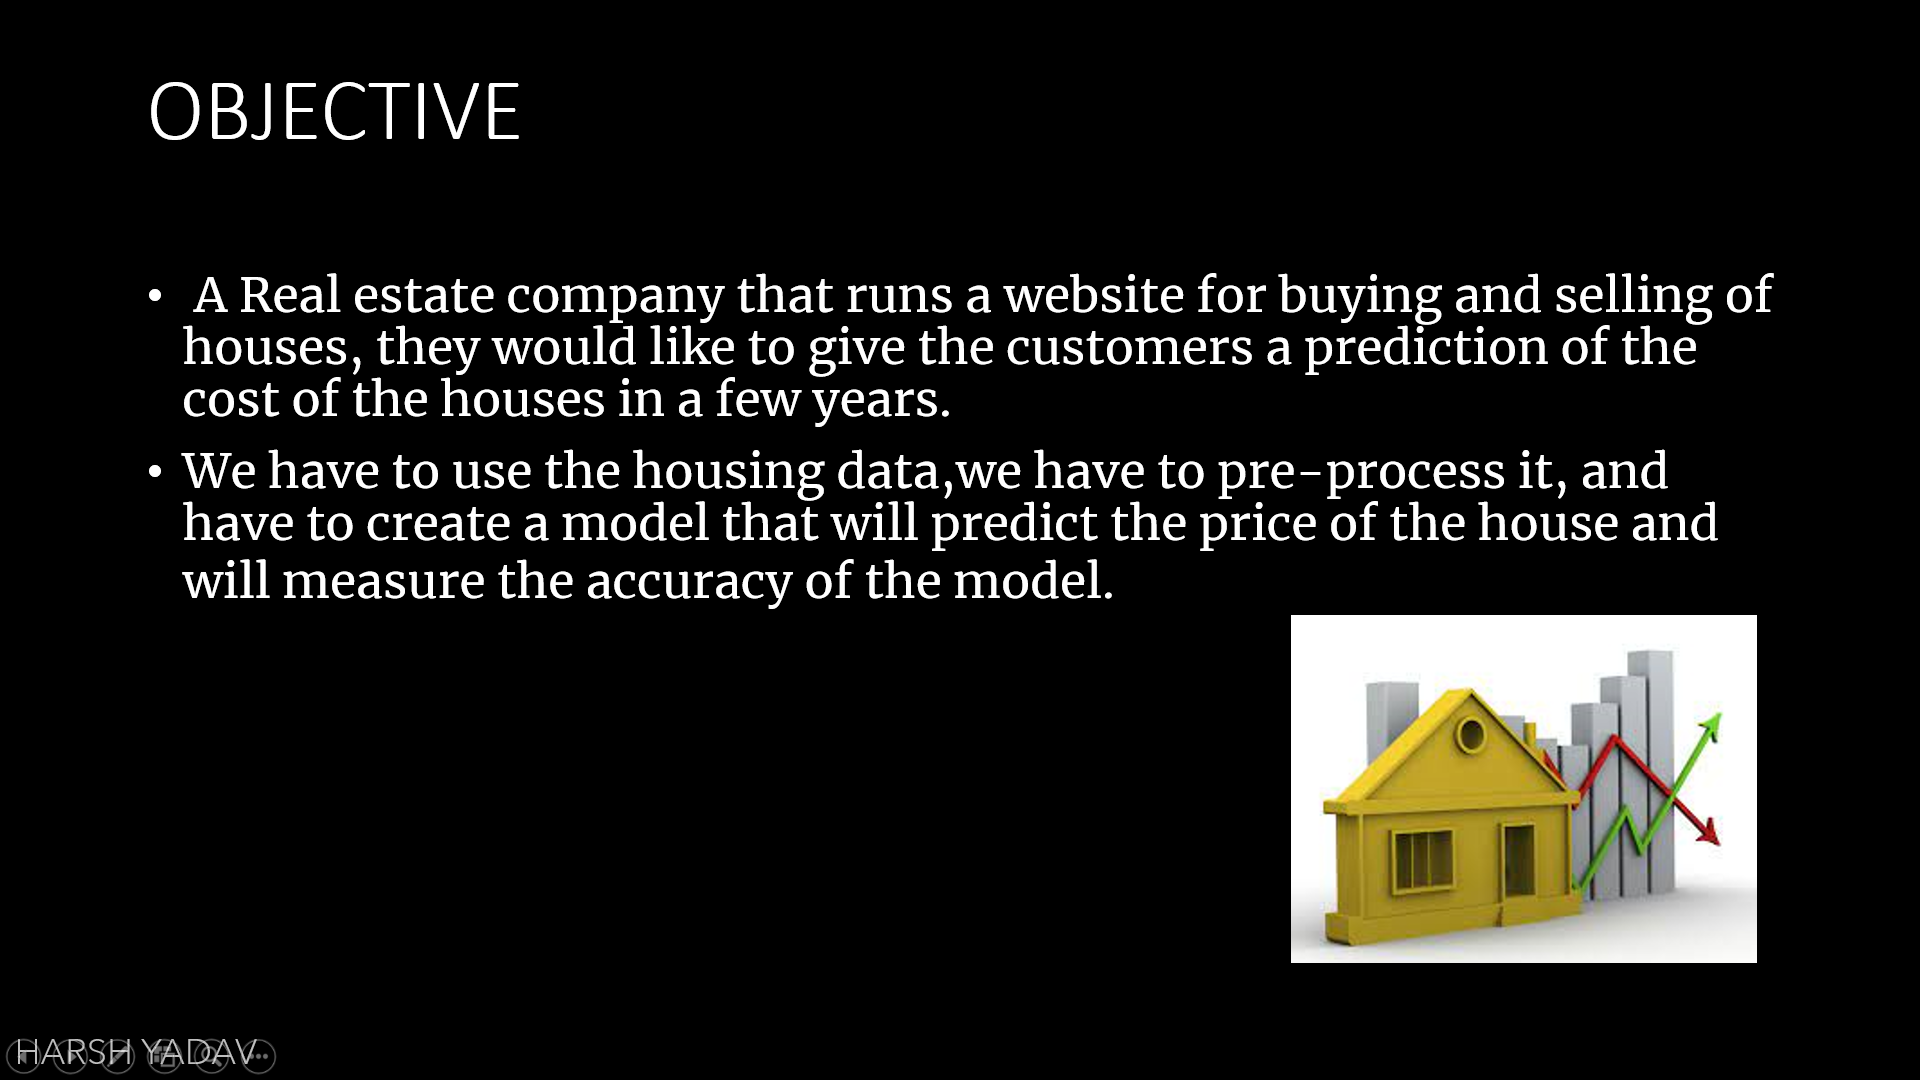 OBJECTIVE
• A Real estate company that runs a website for buying and selling of
houses, they would like to give the customers a prediction of the
cost of the houses in a few years.
• We have to use the housing data,we have to pre-process it, and
have to create a model that will predict the price of the house and
will measure the accuracy of the model.
HARSH YADAV